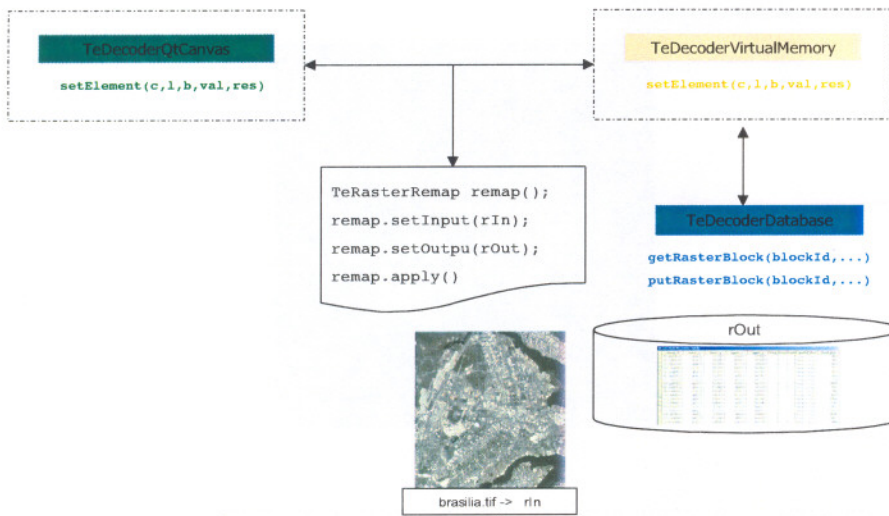 TeDecoderQtCanvas
setElement(c,l,b,val,res)
TeDecoderVirtualMemory
setElement(c,l,b,val,res)
TeRasterRemap remap();
remap.setInput(rIn);
remap.setOutpu(rOut);
remap.apply()
TeDecoderDatabase
getRasterBlock(blockId,...)
putRasterBlock(blockId,...)
rOut
brasilia.tif -> rIn